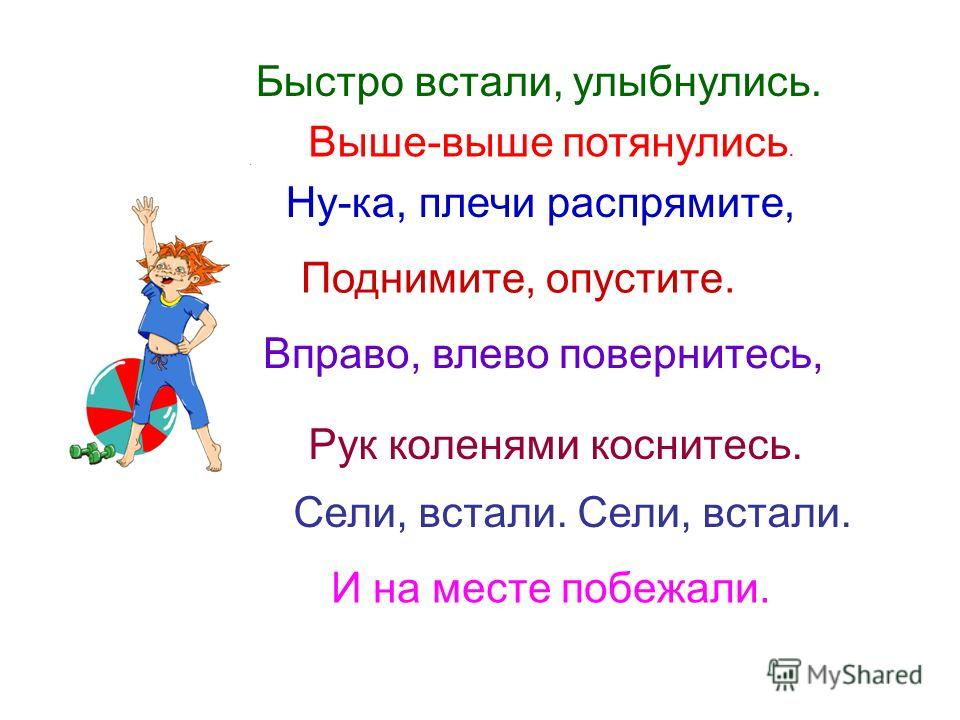 Быстро встали, улыбнулись.
Выше-выше потянулись.
Ну-ка, плечи распрямите,
Поднимите, опустите.
Вправо, влево повернитесь,
Рук коленями коснитесь.
Сели, встали. Сели, встали.
И на месте побежали.
MyShared